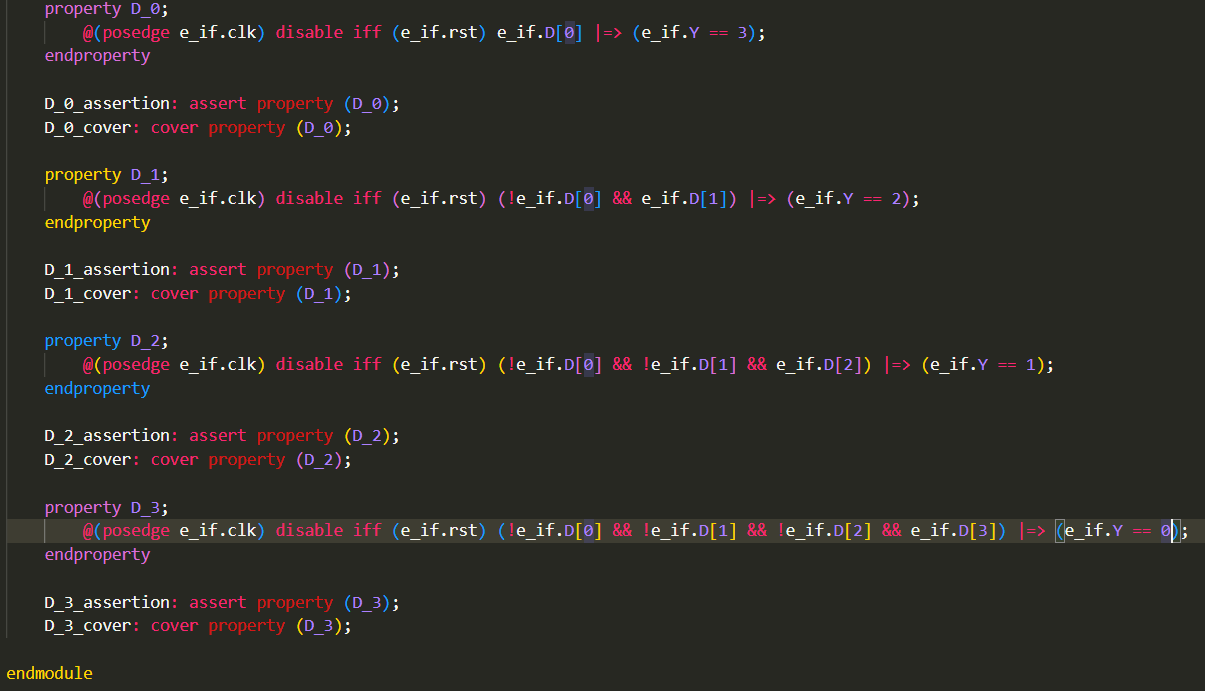 property D_0;
@(posedge e_if.clk) disable iff (e_if.rst) e_if.D[0] |=> (e_if.Y == 3);
endproperty
D_0_assertion: assert property (D_0);
D_0_cover: cover property (D_0);
property D_1;
@(posedge e_if.clk) disable iff (e_if.rst) (!e_if.D[0] && e_if.D[1]) |=> (e_if.Y == 2);
endproperty
D_1_assertion: assert property (D_1);
D_1_cover: cover property (D_1);
property D_2;
@(posedge e_if.clk) disable iff (e_if.rst) (!e_if.D[0] && !e_if.D[1] && e_if.D[2]) |=> (e_if.Y == 1);
endproperty
D_2_assertion: assert property (D_2);
D_2_cover: cover property (D_2);
property D_3;
@(posedge e_if.clk) disable iff (e_if.rst) (!e_if.D[0] && !e_if.D[1] && !e_if.D[2] && e_if.D[3]) |=> (e_if.Y == 0);
endproperty
D_3_assertion: assert property (D_3);
D_3_cover: cover property (D_3);
endmodule